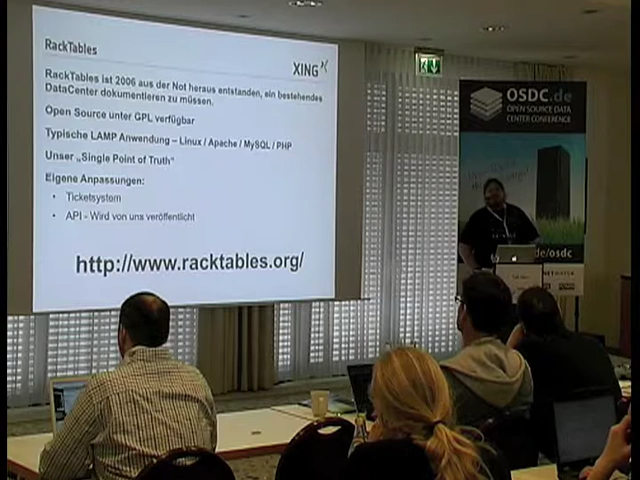 RackTables
XING
RackTables ist 2006 aus der Not heraus entstanden, ein bestehendes
DataCenter dokumentieren zu müssen.
Open Source unter GPL verfügbar
Typische LAMP Anwendung – Linux / Apache / MySQL / PHP
Unser „Single Point of Truth“
Eigene Anpassungen:
• Ticketsystem
• API - Wird von uns veröffentlicht
http://www.racktables.org/
OSDC.de
OPEN SOURCE DATA
CENTER CONFERENCE
de/osdc